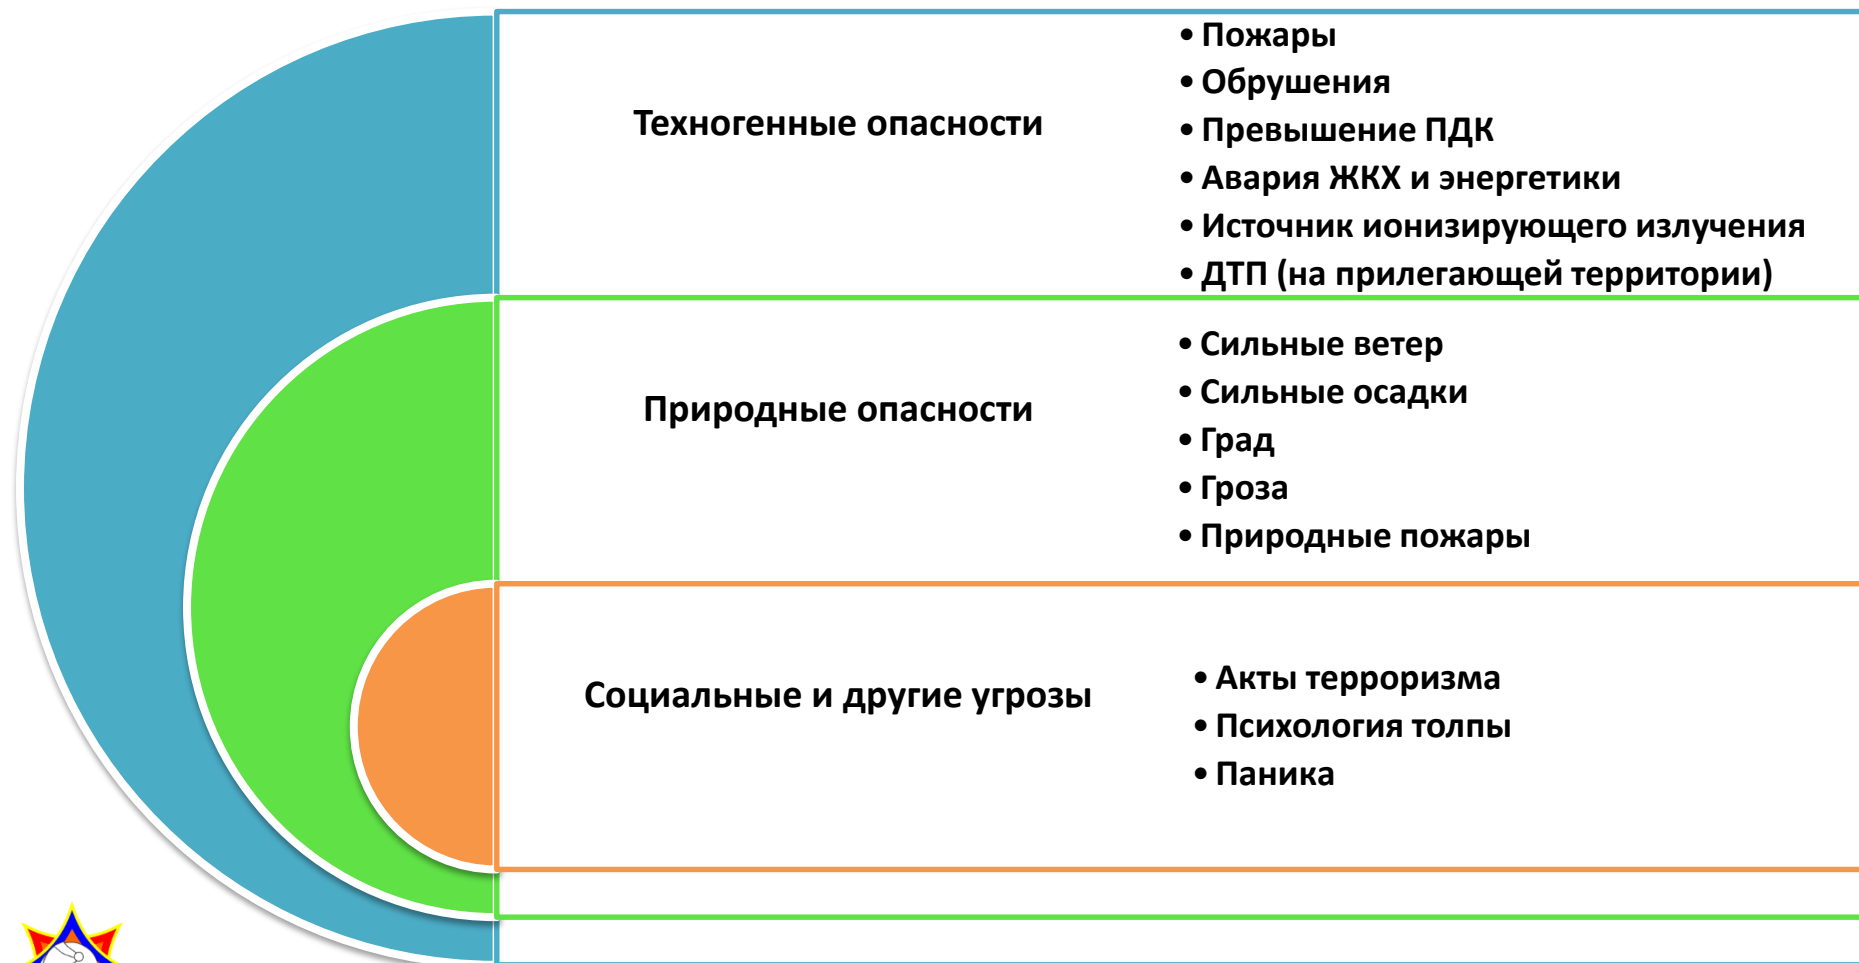 Техногенные опасности
• Пожары
• Обрушения
• Превышение ПДК
• Авария ЖКХ и энергетики
• Источник ионизирующего излучения
• ДТП (на прилегающей территории)
Природные опасности
• Сильные ветер
• Сильные осадки
• Град
• Гроза
• Природные пожары
Социальные и другие угрозы
• Акты терроризма
• Психология толпы
• Паника